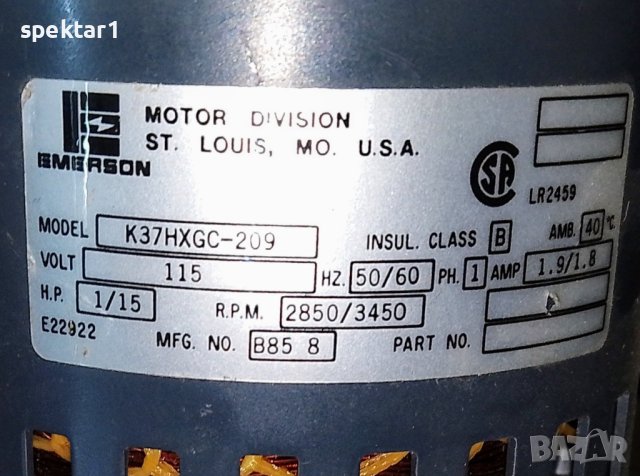 spektar1
EMERSON
MOTOR DIVISION
ST. LOUIS, MO. U.S.A.
SA
LR2459
MODEL K37HXGC-209 INSUL. CLASS B AMB. 40 °C.
VOLT 115 HZ. 50/60 PH. 1 AMP 1.9/1.8
H.P. 1/15 R.P.M. 2850/3450
E22922 MFG. NO. B85 8 PART NO.
BAZAR